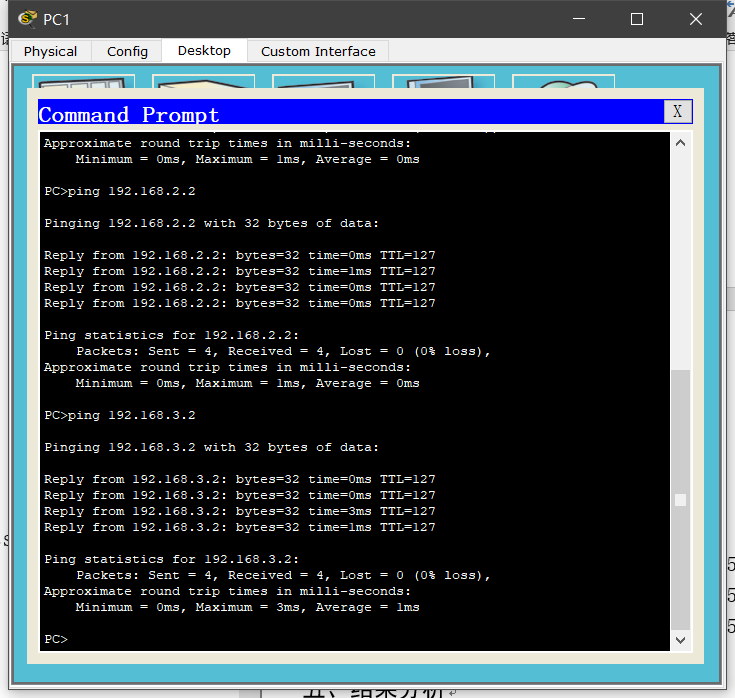 PC1
Physical Config Desktop Custom Interface
Command Prompt X
Approximate round trip times in milli-seconds:
Minimum = 0ms, Maximum = 1ms, Average = 0ms
PC>ping 192.168.2.2
Pinging 192.168.2.2 with 32 bytes of data:
Reply from 192.168.2.2: bytes=32 time=0ms TTL=127
Reply from 192.168.2.2: bytes=32 time=1ms TTL=127
Reply from 192.168.2.2: bytes=32 time=0ms TTL=127
Reply from 192.168.2.2: bytes=32 time=0ms TTL=127
Ping statistics for 192.168.2.2:
Packets: Sent = 4, Received = 4, Lost = 0 (0% loss),
Approximate round trip times in milli-seconds:
Minimum = 0ms, Maximum = 1ms, Average = 0ms
PC>ping 192.168.3.2
Pinging 192.168.3.2 with 32 bytes of data:
Reply from 192.168.3.2: bytes=32 time=0ms TTL=127
Reply from 192.168.3.2: bytes=32 time=0ms TTL=127
Reply from 192.168.3.2: bytes=32 time=3ms TTL=127
Reply from 192.168.3.2: bytes=32 time=1ms TTL=127
Ping statistics for 192.168.3.2:
Packets: Sent = 4, Received = 4, Lost = 0 (0% loss),
Approximate round trip times in milli-seconds:
Minimum = 0ms, Maximum = 3ms, Average = 1ms
PC>
五、结果分析